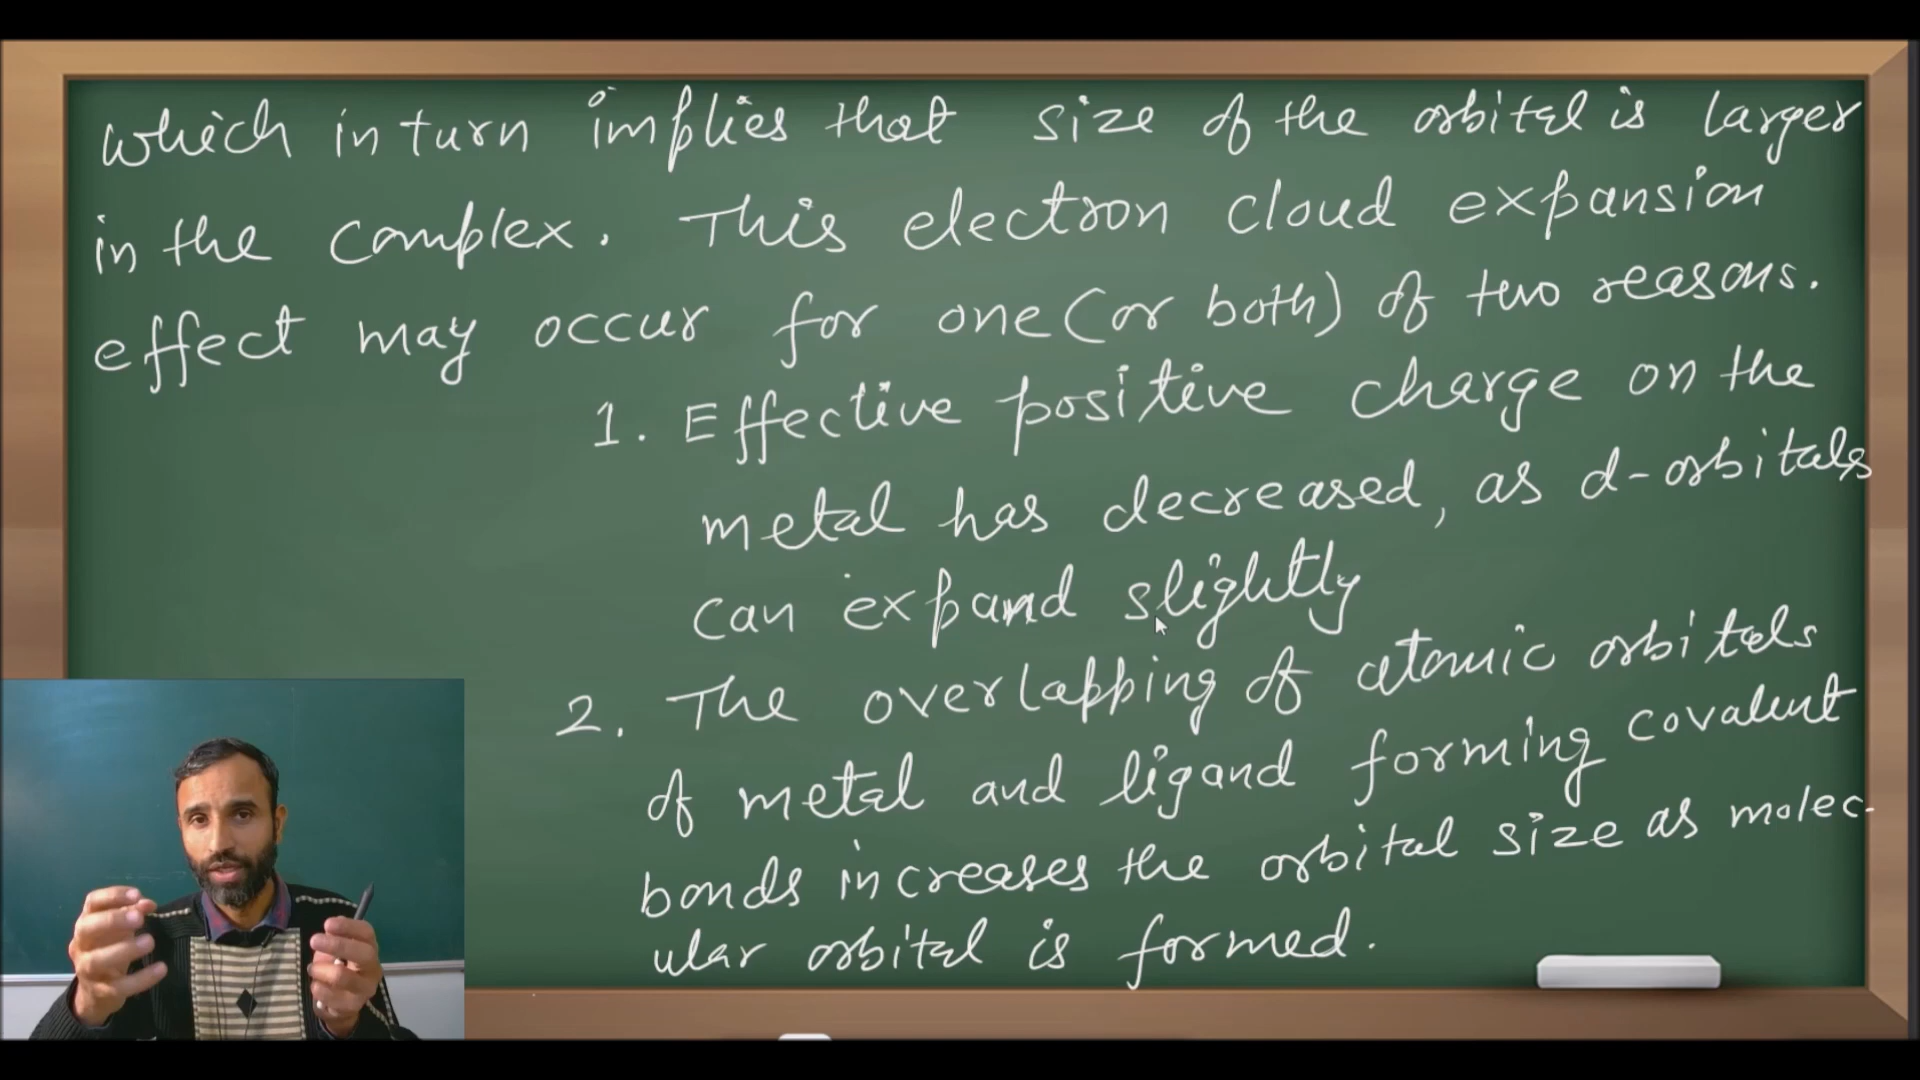 which in turn implies that size of the orbital is larger
in the complex. This electron cloud expansion
effect may occur for one (or both) of two reasons.
1. Effective positive charge on the
metal has decreased, as d-orbitals
can expand slightly
2. The overlapping of atomic orbitals
of metal and ligand forming covalent
bonds increases the orbital size as molec-
ular orbital is formed.